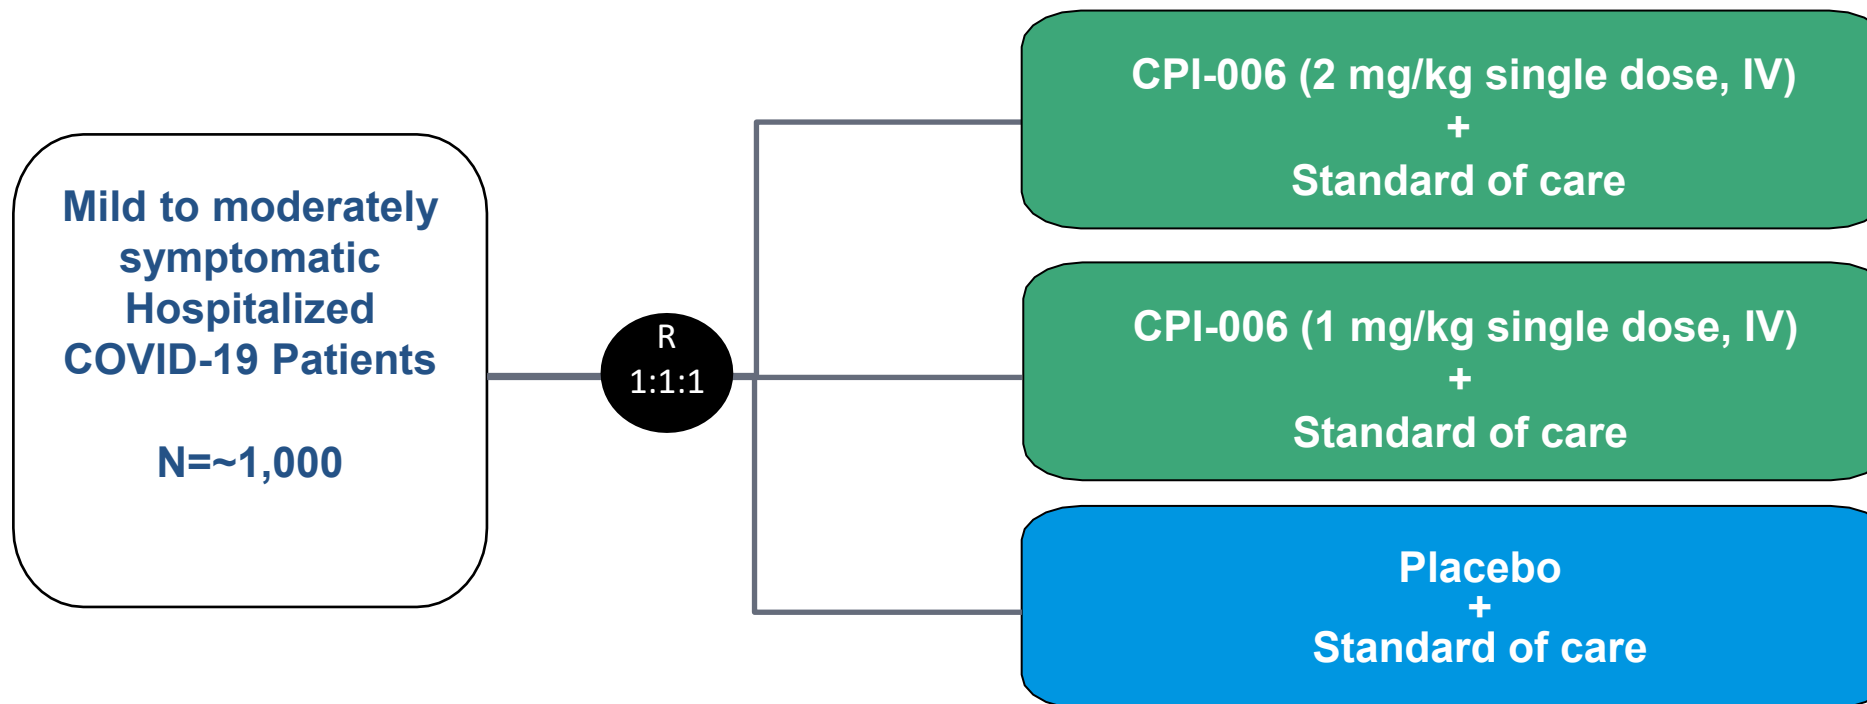 Mild to moderately
symptomatic
Hospitalized
COVID-19 Patients
N=~1,000
R
1:1:1
CPI-006 (2 mg/kg single dose, IV)
+
Standard of care
CPI-006 (1 mg/kg single dose, IV)
+
Standard of care
Placebo
+
Standard of care